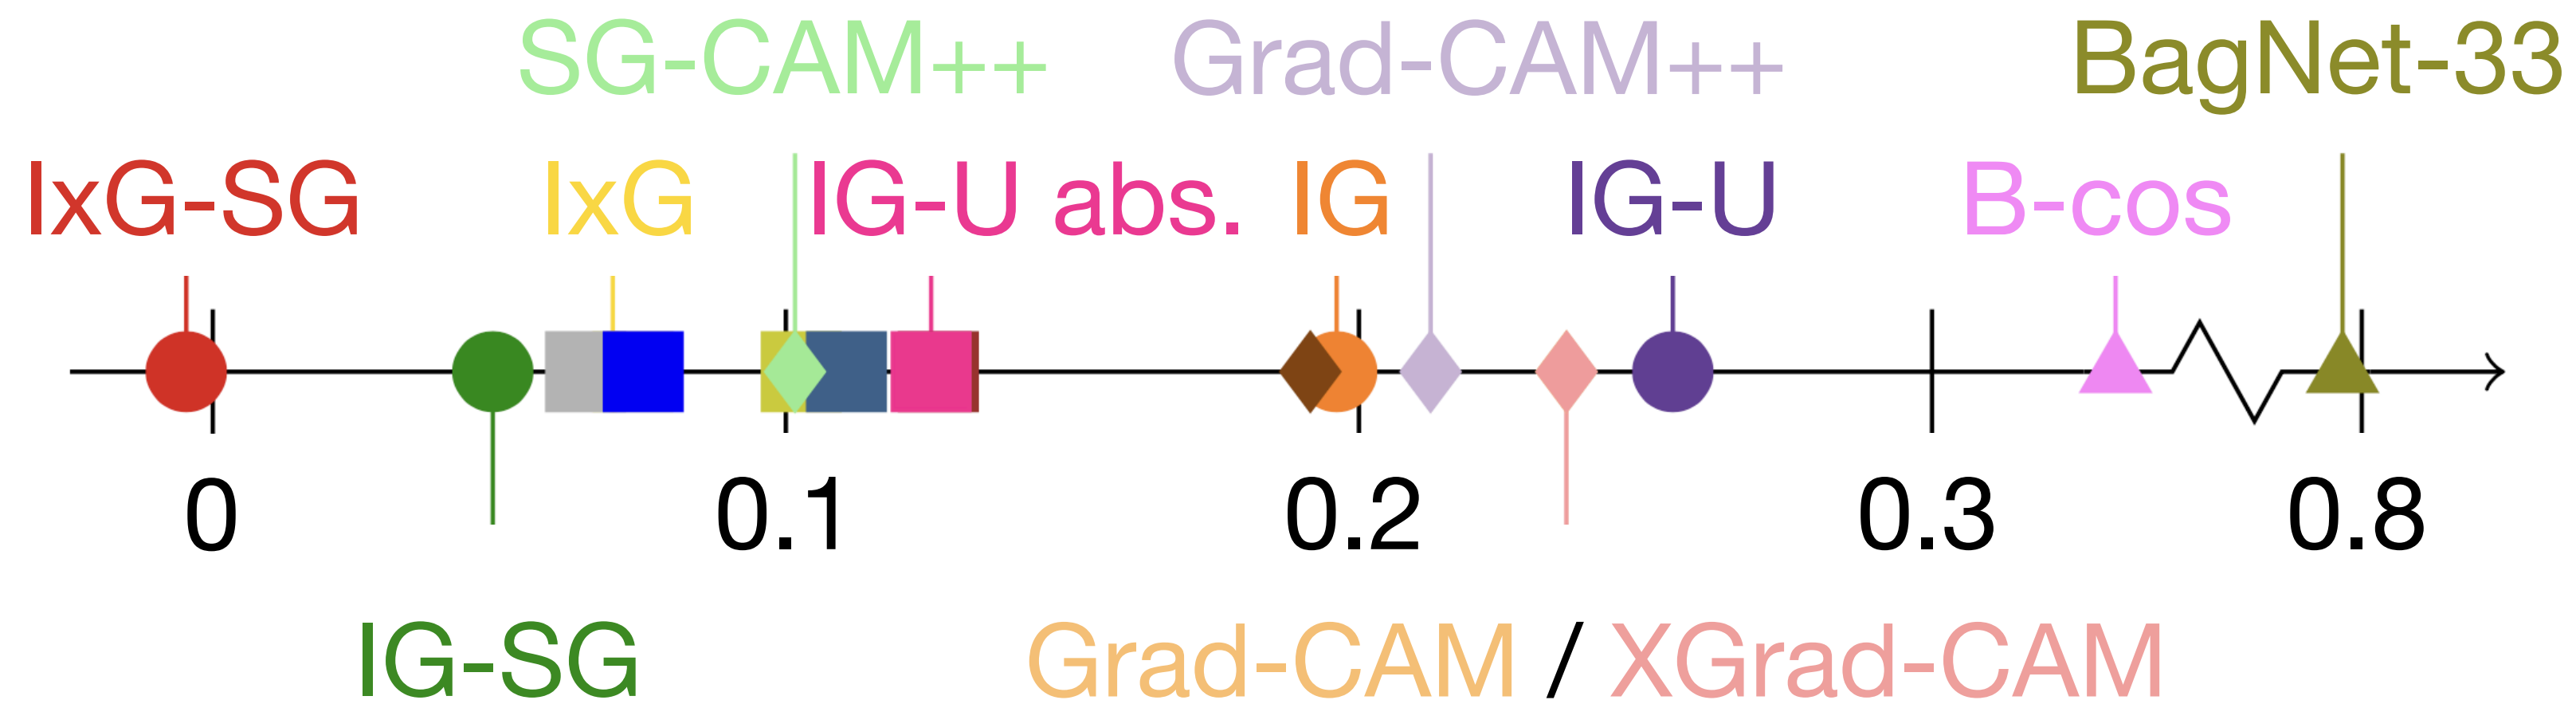 SG-CAM++ Grad-CAM++ BagNet-33
IxG-SG IxG IG-U abs. IG IG-U B-cos
0 0.1 0.2 0.3 0.8
IG-SG Grad-CAM / XGrad-CAM